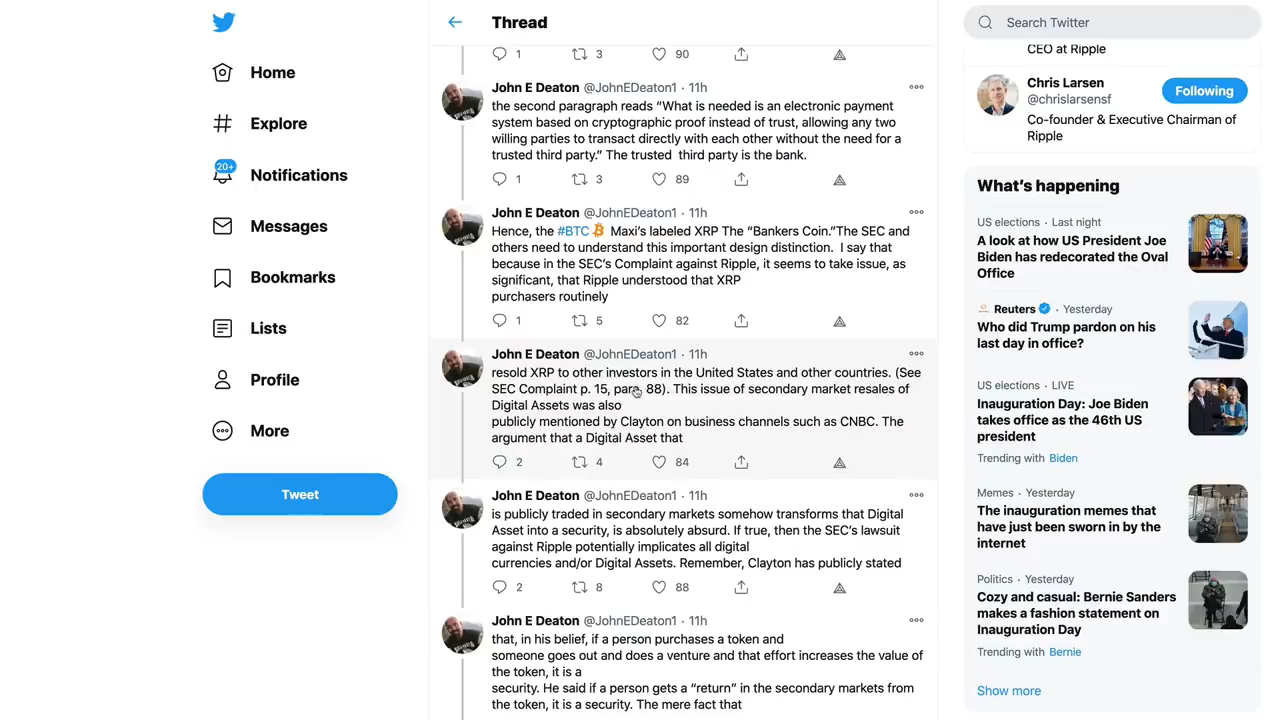 Home
Explore
20+
Notifications
Messages
Bookmarks
Lists
Profile
More
Tweet
Thread
1 3 90
John E Deaton @JohnEDeaton1 · 11h
the second paragraph reads “What is needed is an electronic payment
system based on cryptographic proof instead of trust, allowing any two
willing parties to transact directly with each other without the need for a
trusted third party.” The trusted third party is the bank.
1 3 89
John E Deaton @JohnEDeaton1 · 11h
Hence, the #BTC Maxi’s labeled XRP The “Bankers Coin.”The SEC and
others need to understand this important design distinction. I say that
because in the SEC’s Complaint against Ripple, it seems to take issue, as
significant, that Ripple understood that XRP
purchasers routinely
1 5 82
John E Deaton @JohnEDeaton1 · 11h
resold XRP to other investors in the United States and other countries. (See
SEC Complaint p. 15, para 88). This issue of secondary market resales of
Digital Assets was also
publicly mentioned by Clayton on business channels such as CNBC. The
argument that a Digital Asset that
2 4 84
John E Deaton @JohnEDeaton1 · 11h
is publicly traded in secondary markets somehow transforms that Digital
Asset into a security, is absolutely absurd. If true, then the SEC’s lawsuit
against Ripple potentially implicates all digital
currencies and/or Digital Assets. Remember, Clayton has publicly stated
2 8 88
John E Deaton @JohnEDeaton1 · 11h
that, in his belief, if a person purchases a token and
someone goes out and does a venture and that effort increases the value of
the token, it is a
security. He said if a person gets a “return” in the secondary markets from
the token, it is a security. The mere fact that
Search Twitter
CEO at Ripple
Chris Larsen
@chrislarsensf
Following
Co-founder & Executive Chairman of
Ripple
What’s happening
US elections · Last night
A look at how US President Joe
Biden has redecorated the Oval
Office
Reuters · Yesterday
Who did Trump pardon on his
last day in office?
US elections · LIVE
Inauguration Day: Joe Biden
takes office as the 46th US
president
Trending with Biden
Memes · Yesterday
The inauguration memes that
have just been sworn in by the
internet
Politics · Yesterday
Cozy and casual: Bernie Sanders
makes a fashion statement on
Inauguration Day
Trending with Bernie
Show more